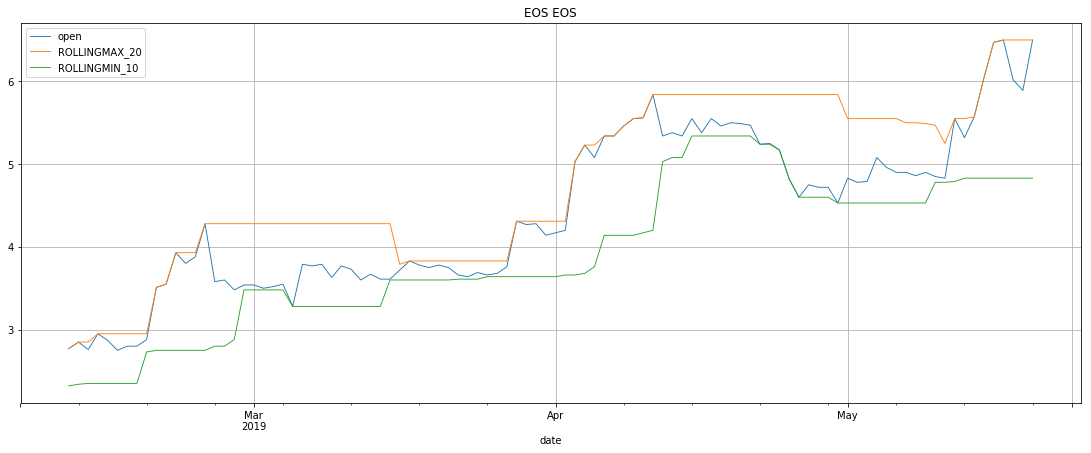 EOS EOS
open
ROLLINGMAX_20
ROLLINGMIN_10
6
5
4
3
Mar
2019
Apr
May
date